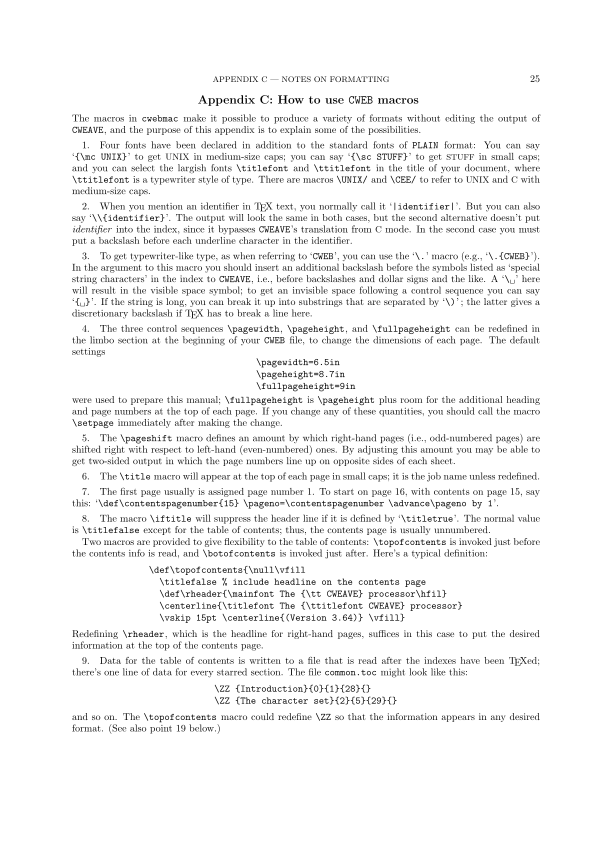 APPENDIX C — NOTES ON FORMATTING 25
Appendix C: How to use CWEB macros
The macros in cwebmac make it possible to produce a variety of formats without editing the output of
CWEAVE, and the purpose of this appendix is to explain some of the possibilities.
1. Four fonts have been declared in addition to the standard fonts of PLAIN format: You can say
‘{\mc UNIX}’ to get UNIX in medium-size caps; you can say ‘{\sc STUFF}’ to get STUFF in small caps;
and you can select the largish fonts \titlefont and \ttitlefont in the title of your document, where
\ttitlefont is a typewriter style of type. There are macros \UNIX/ and \CEE/ to refer to UNIX and C with
medium-size caps.
2. When you mention an identifier in TEX text, you normally call it ‘|identifier|’. But you can also
say ‘\\{identifier}’. The output will look the same in both cases, but the second alternative doesn't put
identifier into the index, since it bypasses CWEAVE's translation from C mode. In the second case you must
put a backslash before each underline character in the identifier.
3. To get typewriter-like type, as when referring to ‘CWEB’, you can use the ‘\.’ macro (e.g., ‘\.{CWEB}’).
In the argument to this macro you should insert an additional backslash before the symbols listed as ‘special
string characters’ in the index to CWEAVE, i.e., before backslashes and dollar signs and the like. A ‘\␣’ here
will result in the visible space symbol; to get an invisible space following a control sequence you can say
‘{␣}’. If the string is long, you can break it up into substrings that are separated by ‘\)’; the latter gives a
discretionary backslash if TEX has to break a line here.
4. The three control sequences \pagewidth, \pageheight, and \fullpageheight can be redefined in
the limbo section at the beginning of your CWEB file, to change the dimensions of each page. The default
settings
\pagewidth=6.5in
\pageheight=8.7in
\fullpageheight=9in
were used to prepare this manual; \fullpageheight is \pageheight plus room for the additional heading
and page numbers at the top of each page. If you change any of these quantities, you should call the macro
\setpage immediately after making the change.
5. The \pageshift macro defines an amount by which right-hand pages (i.e., odd-numbered pages) are
shifted right with respect to left-hand (even-numbered) ones. By adjusting this amount you may be able to
get two-sided output in which the page numbers line up on opposite sides of each sheet.
6. The \title macro will appear at the top of each page in small caps; it is the job name unless redefined.
7. The first page usually is assigned page number 1. To start on page 16, with contents on page 15, say
this: ‘\def\contentspagenumber{15} \pageno=\contentspagenumber \advance\pageno by 1’.
8. The macro \iftitle will suppress the header line if it is defined by ‘\titletrue’. The normal value
is \titlefalse except for the table of contents; thus, the contents page is usually unnumbered.
Two macros are provided to give flexibility to the table of contents: \topofcontents is invoked just before
the contents info is read, and \botofcontents is invoked just after. Here's a typical definition:
\def\topofcontents{\null\vfill
\titlefalse % include headline on the contents page
\def\rheader{\mainfont The {\tt CWEAVE} processor\hfil}
\centerline{\titlefont The {\ttitlefont CWEAVE} processor}
\vskip 15pt \centerline{(Version 3.64)} \vfill}
Redefining \rheader, which is the headline for right-hand pages, suffices in this case to put the desired
information at the top of the contents page.
9. Data for the table of contents is written to a file that is read after the indexes have been TEXed;
there's one line of data for every starred section. The file common.toc might look like this:
\ZZ {Introduction}{0}{1}{28}{}
\ZZ {The character set}{2}{5}{29}{}
and so on. The \topofcontents macro could redefine \ZZ so that the information appears in any desired
format. (See also point 19 below.)